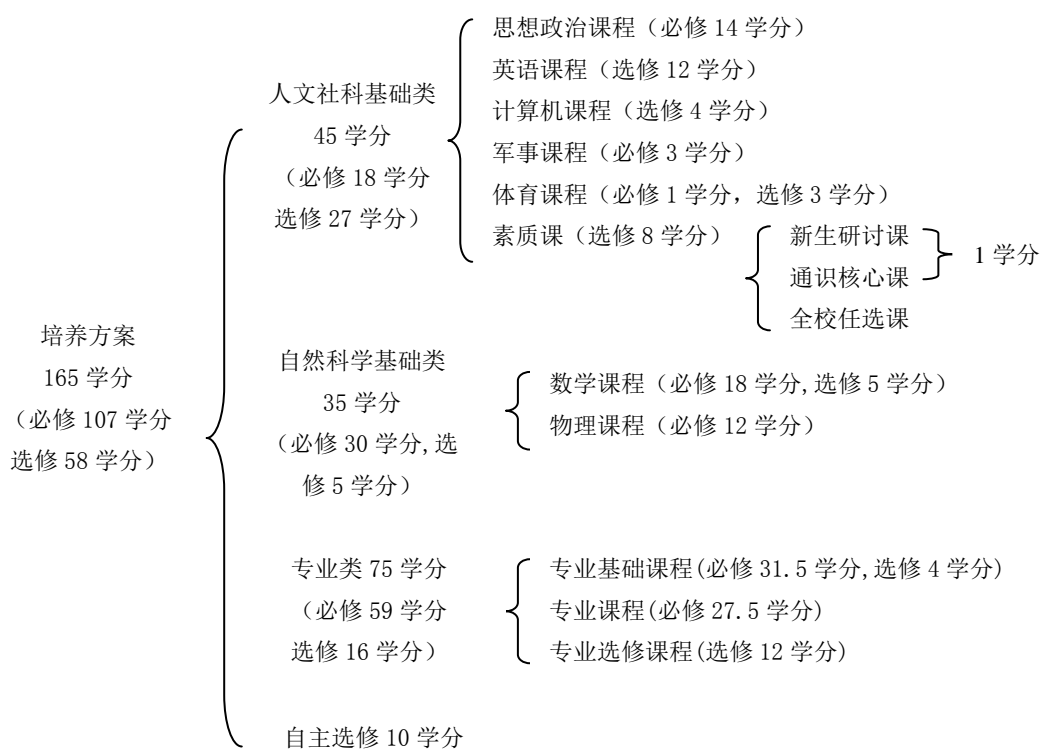 培养方案
165 学分
（必修 107 学分
选修 58 学分）
人文社科基础类
45 学分
（必修 18 学分
选修 27 学分）
思想政治课程（必修 14 学分）
英语课程（选修 12 学分）
计算机课程（选修 4 学分）
军事课程（必修 3 学分）
体育课程（必修 1 学分，选修 3 学分）
素质课（选修 8 学分）
新生研讨课
通识核心课
1 学分
全校任选课
自然科学基础类
35 学分
（必修 30 学分,选
修 5 学分）
数学课程（必修 18 学分,选修 5 学分）
物理课程（必修 12 学分）
专业类 75 学分
（必修 59 学分
选修 16 学分）
专业基础课程(必修 31.5 学分,选修 4 学分)
专业课程(必修 27.5 学分)
专业选修课程(选修 12 学分)
自主选修 10 学分